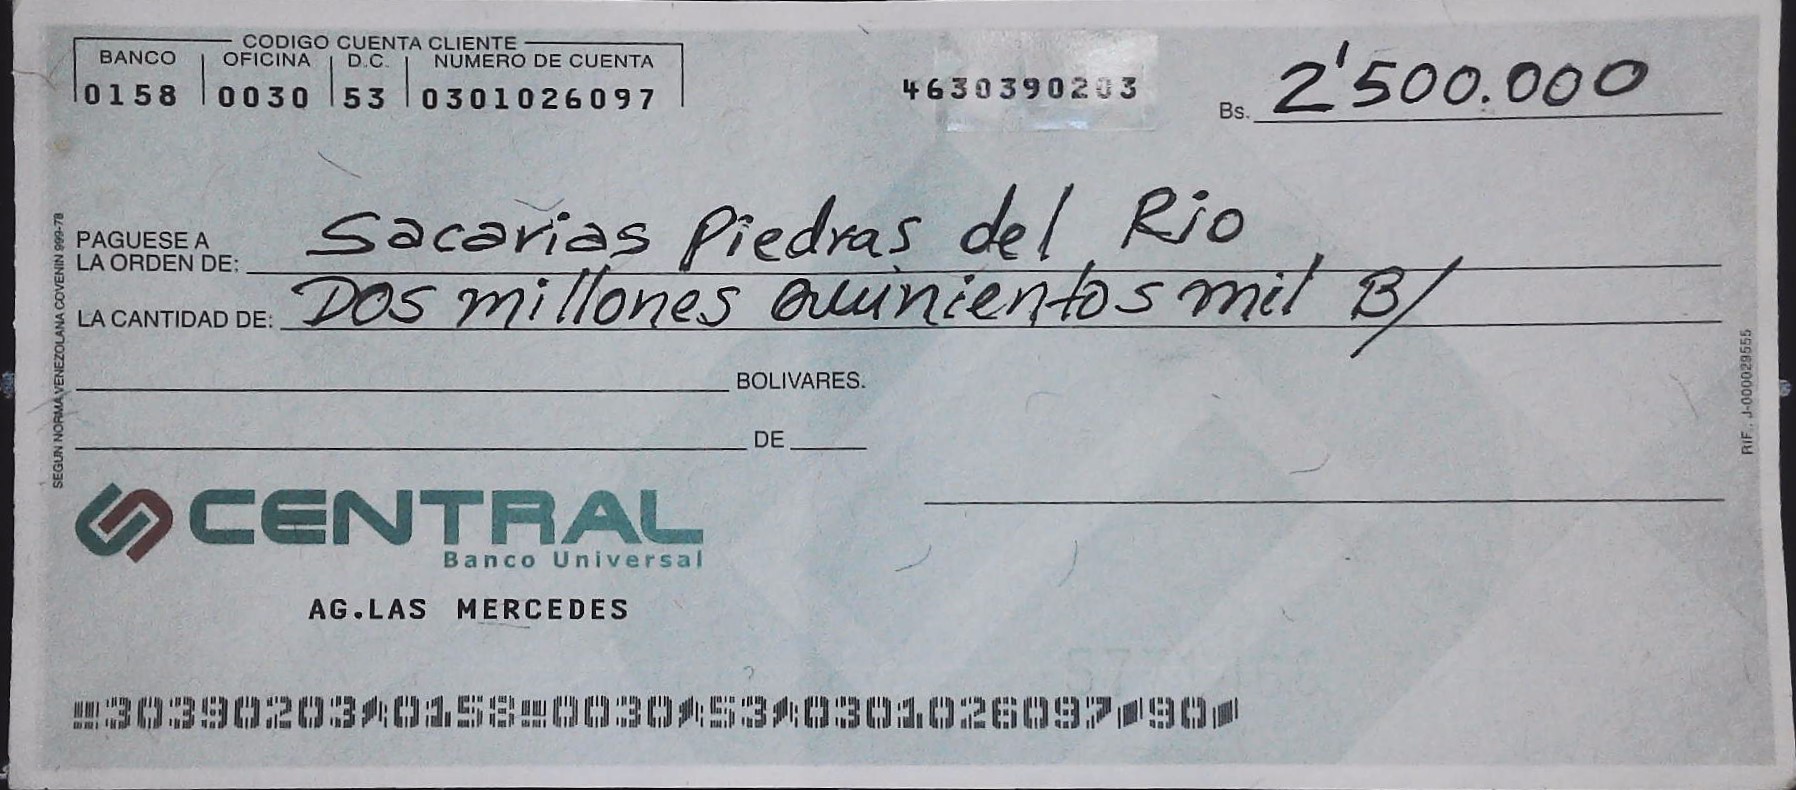 CODIGO CUENTA CLIENTE
BANCO OFICINA D.C. NUMERO DE CUENTA
0158 0030 53 0301026097
4630390203
Bs. 2'500.000
PAGUESE A
LA ORDEN DE: Sacarias Piedras del Rio
LA CANTIDAD DE: Dos millones Quinientos mil B/
BOLIVARES.
DE
SEGUN NORMA VENEZOLANA COVENIN 999-78
RIF.: J-000029555
CENTRAL
Banco Universal
AG.LAS MERCEDES
30390203 0158 0030 53 0301026097 90